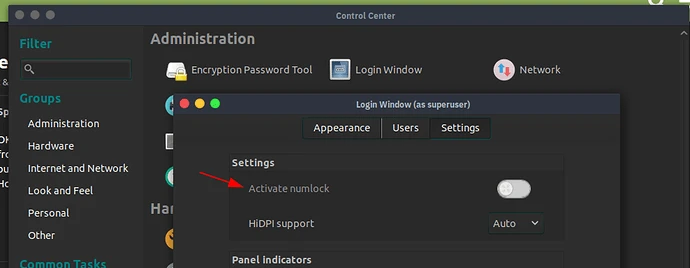 Control Center
Filter
Administration
Encryption Password Tool
Login Window
Network
Groups
Administration
Hardware
Internet and Network
Look and Feel
Personal
Other
Common Tasks
Login Window (as superuser)
Appearance
Users
Settings
Settings
Activate numlock
HiDPI support
Auto
Panel indicators